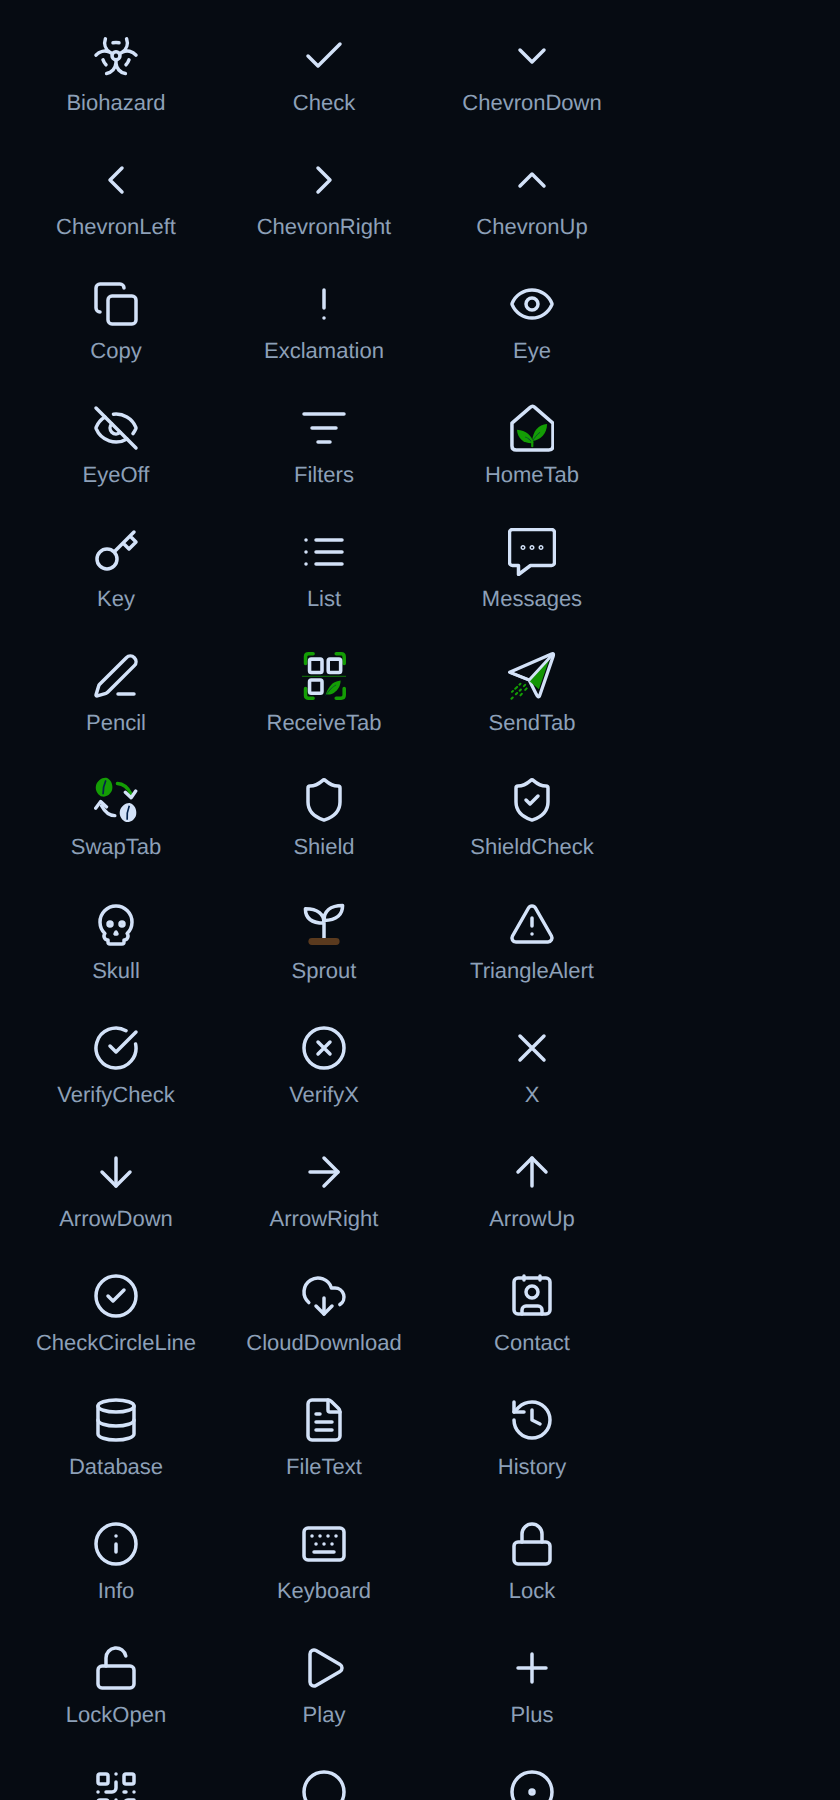 Biohazard Check ChevronDown
ChevronLeft ChevronRight ChevronUp
Copy Exclamation Eye
EyeOff Filters HomeTab
Key List Messages
Pencil ReceiveTab SendTab
SwapTab Shield ShieldCheck
Skull Sprout TriangleAlert
VerifyCheck VerifyX X
ArrowDown ArrowRight ArrowUp
CheckCircleLine CloudDownload Contact
Database FileText History
Info Keyboard Lock
LockOpen Play Plus